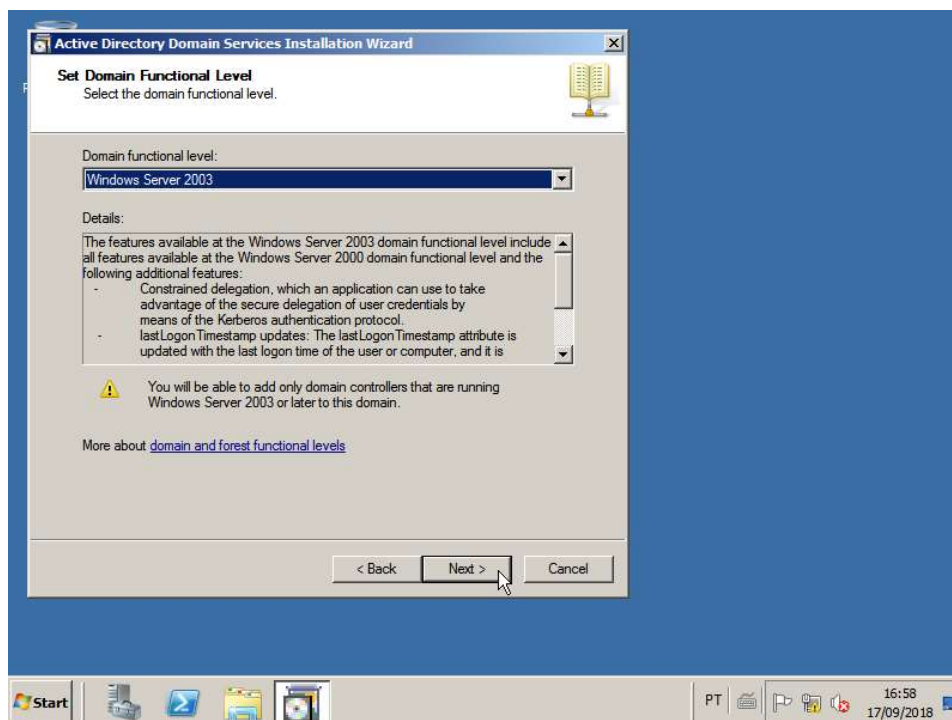 Active Directory Domain Services Installation Wizard
Set Domain Functional Level
Select the domain functional level.
Domain functional level:
Windows Server 2003
Details:
The features available at the Windows Server 2003 domain functional level include
all features available at the Windows Server 2000 domain functional level and the
following additional features:
- Constrained delegation, which an application can use to take
advantage of the secure delegation of user credentials by
means of the Kerberos authentication protocol.
- lastLogonTimestamp updates: The lastLogonTimestamp attribute is
updated with the last logon time of the user or computer, and it is
You will be able to add only domain controllers that are running
Windows Server 2003 or later to this domain.
More about domain and forest functional levels
< Back Next > Cancel
Start PT 16:58
17/09/2018